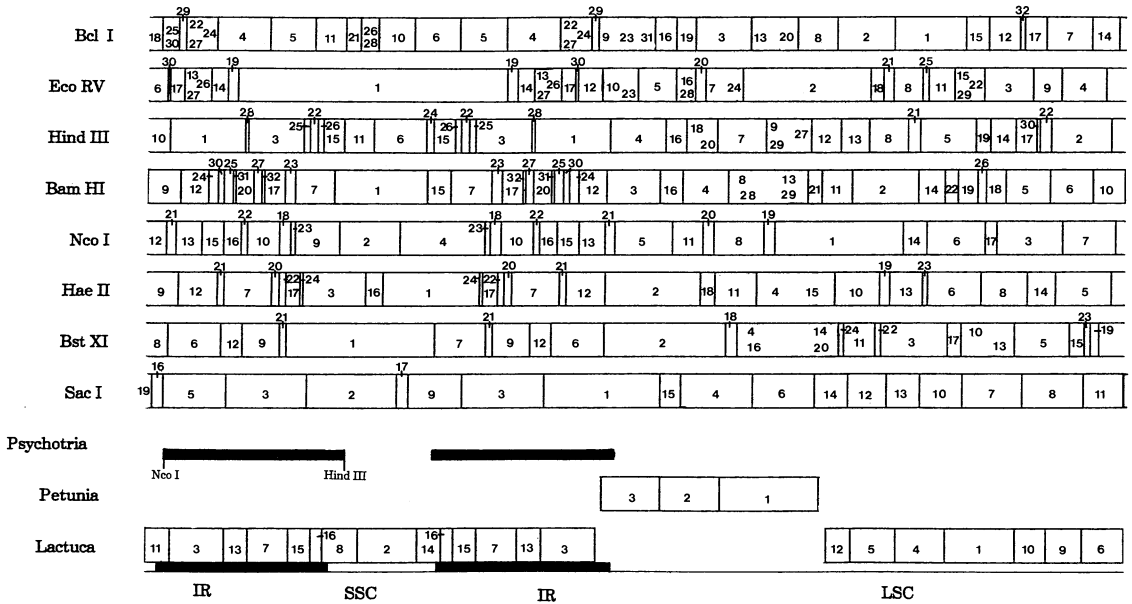 29 22 29 32
Bcl I 18 25 30 22 24 27 4 5 11 21 26 28 10 6 5 4 22 24 27 9 23 31 16 19 3 13 20 8 2 1 15 12 17 7 14
30 19 19 30 20 21 25
Eco RV 6 17 13 26 27 14 1 14 13 26 27 17 12 10 23 5 16 28 7 24 2 18 8 11 15 22 29 3 9 4
28 22 24 22 28 21 22
Hind III 10 1 3 25 26 15 11 6 15 26 25 3 1 4 16 18 20 7 9 29 27 12 13 8 5 19 14 30 17 2
30 25 27 23 23 27 25 30 26
Bam HI 9 12 24 31 20 32 17 7 1 15 7 32 17 31 20 24 12 3 16 4 8 28 13 29 21 11 2 14 22 19 18 5 6 10
21 22 18 18 22 21 20 19
Nco I 12 13 15 16 10 23 9 2 4 23 10 16 15 13 5 11 8 1 14 6 17 3 7
21 20 20 21 19 23
Hae II 9 12 7 22 17 24 3 16 1 24 22 17 7 12 2 18 11 4 15 10 13 6 8 14 5
21 21 18 23
Bst XI 8 6 12 9 1 7 9 12 6 2 4 16 14 20 24 11 22 3 17 10 13 5 15 19
16 17
Sac I 19 5 3 2 9 3 1 15 4 6 14 12 13 10 7 8 11
Psychotria
Nco I Hind III
Petunia 3 2 1
Lactuca 11 3 13 7 15 16 8 2 14 16 15 7 13 3 12 5 4 1 10 9 6
IR SSC IR LSC